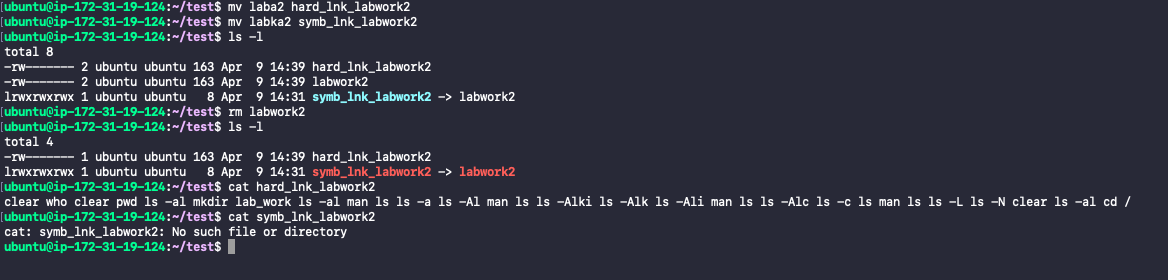 [ubuntu@ip-172-31-19-124:~/test$ mv laba2 hard_lnk_labwork2
[ubuntu@ip-172-31-19-124:~/test$ mv labka2 symb_lnk_labwork2
[ubuntu@ip-172-31-19-124:~/test$ ls -l
total 8
-rw------- 2 ubuntu ubuntu 163 Apr  9 14:39 hard_lnk_labwork2
-rw------- 2 ubuntu ubuntu 163 Apr  9 14:39 labwork2
lrwxrwxrwx 1 ubuntu ubuntu   8 Apr  9 14:31 symb_lnk_labwork2 -> labwork2
[ubuntu@ip-172-31-19-124:~/test$ rm labwork2
[ubuntu@ip-172-31-19-124:~/test$ ls -l
total 4
-rw------- 1 ubuntu ubuntu 163 Apr  9 14:39 hard_lnk_labwork2
lrwxrwxrwx 1 ubuntu ubuntu   8 Apr  9 14:31 symb_lnk_labwork2 -> labwork2
[ubuntu@ip-172-31-19-124:~/test$ cat hard_lnk_labwork2
clear who clear pwd ls -al mkdir lab_work ls -al man ls ls -a ls -Al man ls ls -Alki ls -Alk ls -Ali man ls ls -Alc ls -c ls man ls ls -L ls -N clear ls -al cd /
[ubuntu@ip-172-31-19-124:~/test$ cat symb_lnk_labwork2
cat: symb_lnk_labwork2: No such file or directory
ubuntu@ip-172-31-19-124:~/test$